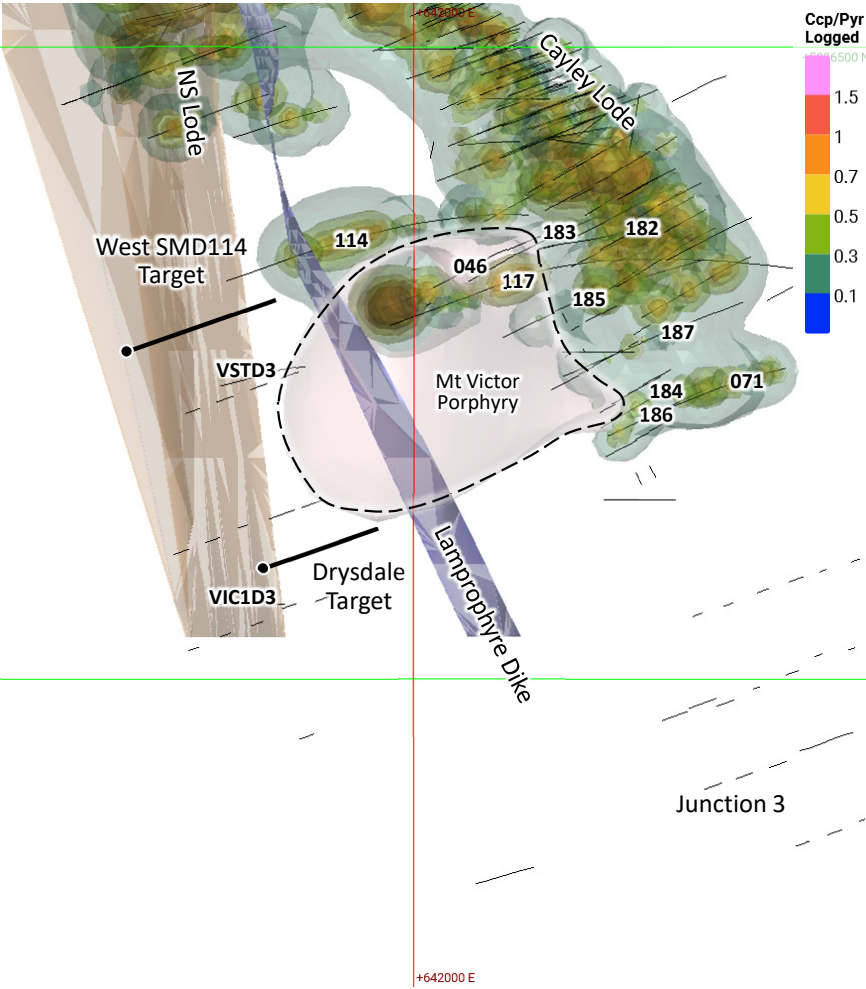 +642000 E
Ccp/Pyr
Logged
1.5
1
0.7
0.5
0.3
0.1
NS Lode
Cayley Lode
West SMD114
Target
114
183
182
046
117
185
187
VSTD3
Mt Victor
Porphyry
184
071
186
Lamprophyre Dike
Drysdale
Target
VIC1D3
Junction 3
+642000 E